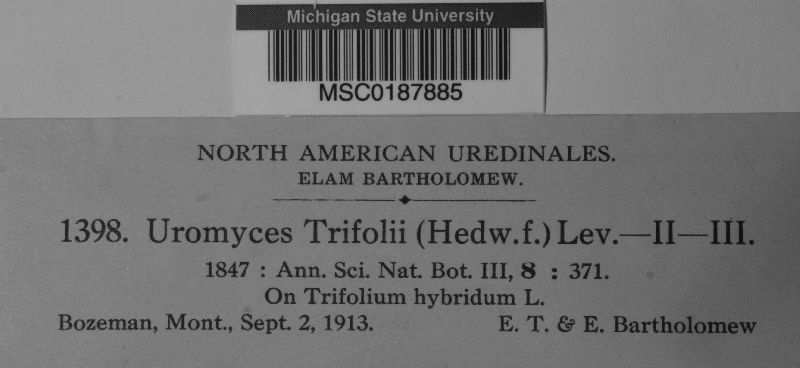 Michigan State University
MSC0187885
NORTH AMERICAN UREDINALES.
ELAM BARTHOLOMEW.
1398. Uromyces Trifolii (Hedw.f.) Lev.—II—III.
1847 : Ann. Sci. Nat. Bot. III, 8 : 371.
On Trifolium hybridum L.
Bozeman, Mont., Sept. 2, 1913. E. T. & E. Bartholomew